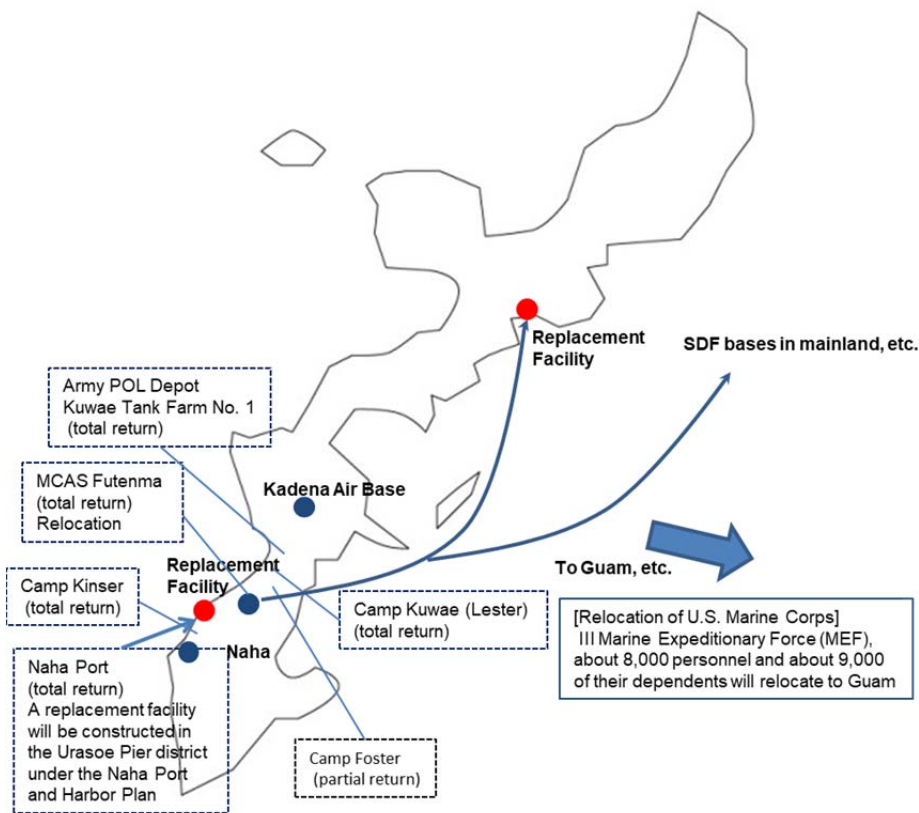 Replacement
Facility
SDF bases in mainland, etc.
Army POL Depot
Kuwae Tank Farm No. 1
(total return)
MCAS Futenma
(total return)
Relocation
Kadena Air Base
Replacement
Facility
To Guam, etc.
Camp Kinser
(total return)
Camp Kuwae (Lester)
(total return)
[Relocation of U.S. Marine Corps]
III Marine Expeditionary Force (MEF),
about 8,000 personnel and about 9,000
of their dependents will relocate to Guam
Naha
Naha Port
(total return)
A replacement facility
will be constructed in
the Urasoe Pier district
under the Naha Port
and Harbor Plan
Camp Foster
(partial return)